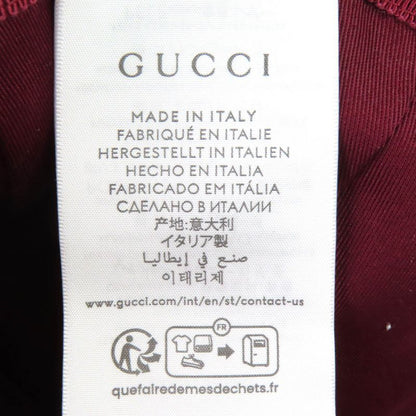 GUCCI
MADE IN ITALY
FABRIQUÉ EN ITALIE
HERGESTELLT IN ITALIEN
HECHO EN ITALIA
FABRICADO EM ITÁLIA
СДЕЛАНО В ИТАЛИИ
产地:意大利
イタリア製
صنع في إيطاليا
이테리제
www.gucci.com/int/en/st/contact-us
FR
quefairedemesdechets.fr